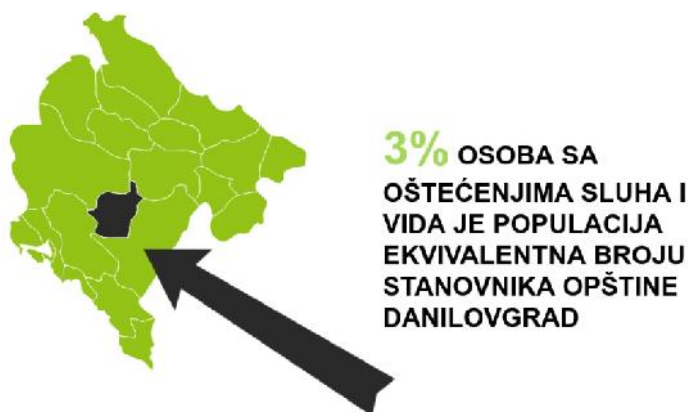 3% OSOBA SA
OŠTEĆENJIMA SLUHA I
VIDA JE POPULACIJA
EKVIVALENTNA BROJU
STANOVNIKA OPŠTINE
DANILOVGRAD